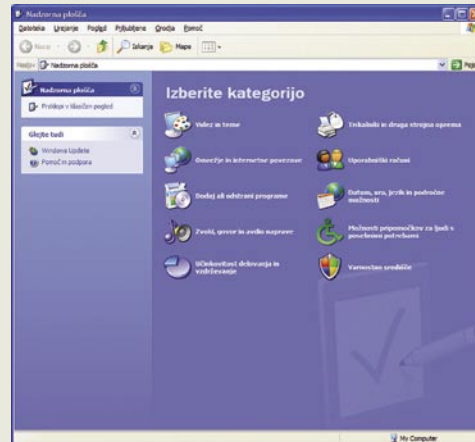 Nadzorna plošča
Datoteka Urejanje Pogled Priljubljene Orodja Pomoč
Nazaj Iskanje Mape
Naslov Nadzorna plošča
Nadzorna plošča
Preklopi v klasičen pogled
Glejte tudi
Windows Update
Pomoč in podpora
Izberite kategorijo
Videz in teme
Tiskalniki in druga strojna oprema
Omrežje in internetne povezave
Uporabniški računi
Dodaj ali odstrani programe
Datum, ura, jezik in področne
možnosti
Zvoki, govor in avdio naprave
Možnosti pripomočkov za ljudi s
posebnimi potrebami
Učinkovitost delovanja in
vzdrževanje
Varnostno središče
My Computer